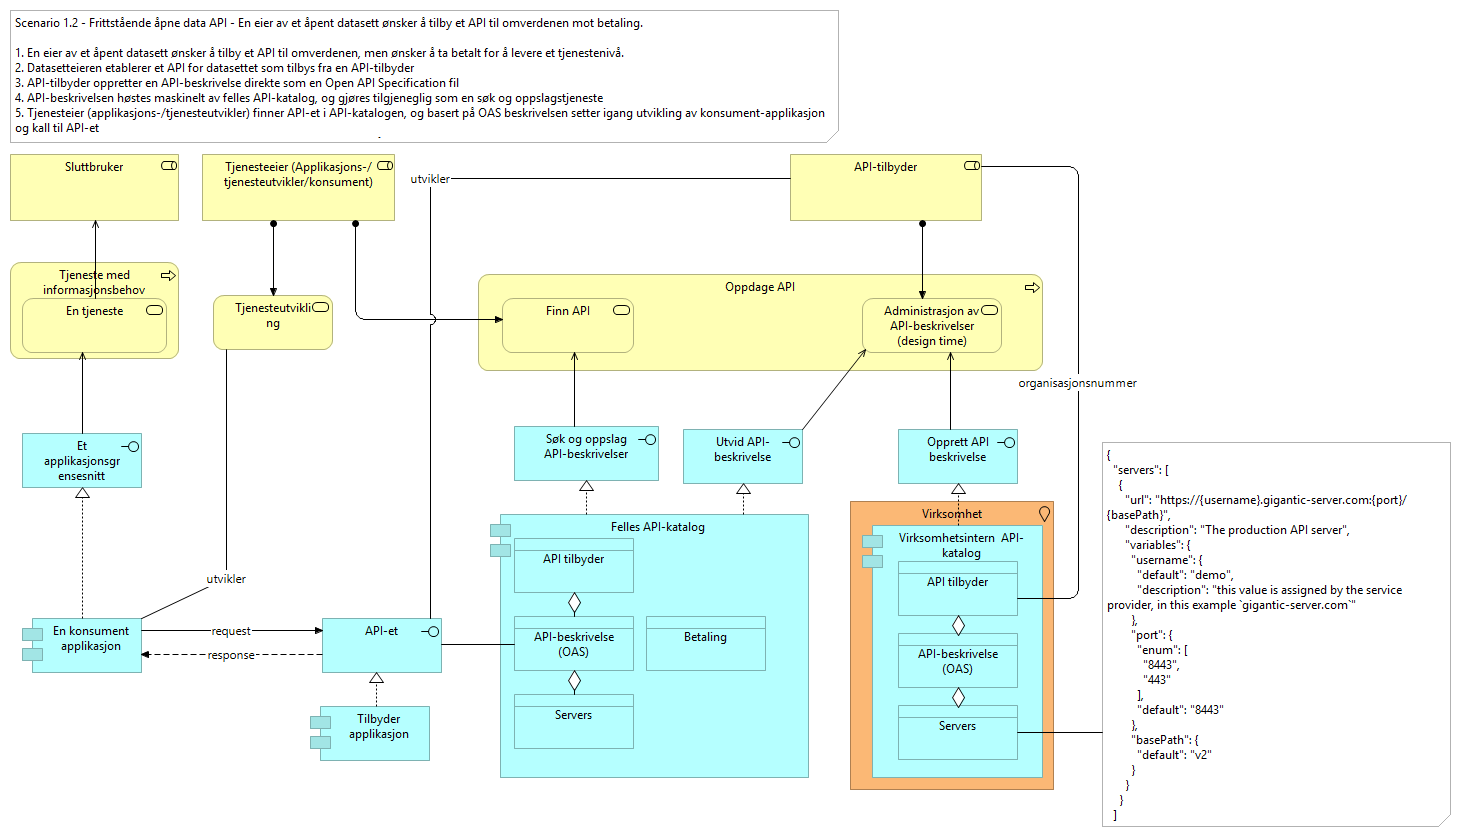 Scenario 1.2 - Frittstående åpne data API - En eier av et åpent datasett ønsker å tilby et API til omverdenen mot betaling.
1. En eier av et åpent datasett ønsker å tilby et API til omverdenen, men ønsker å ta betalt for å levere et tjenestenivå.
2. Datasetteieren etablerer et API for datasettet som tilbys fra en API-tilbyder
3. API-tilbyder oppretter en API-beskrivelse direkte som en Open API Specification fil
4. API-beskrivelsen høstes maskinelt av felles API-katalog, og gjøres tilgjeneglig som en søk og oppslagstjeneste
5. Tjenesteier (applikasjons-/tjenesteutvikler) finner API-et i API-katalogen, og basert på OAS beskrivelsen setter igang utvikling av konsument-applikasjon
og kall til API-et
Sluttbruker
Tjenesteeier (Applikasjons-/
tjenesteutvikler/konsument)
utvikler
API-tilbyder
Tjeneste med
informasjonsbehov
En tjeneste
Tjenesteutvikli
ng
Oppdage API
Finn API
Administrasjon av
API-beskrivelser
(design time)
organisasjonsnummer
Et
applikasjonsgr
ensesnitt
Søk og oppslag
API-beskrivelser
Utvid API-
beskrivelse
Opprett API
beskrivelse
utvikler
En konsument
applikasjon
request
response
API-et
Tilbyder
applikasjon
Felles API-katalog
API tilbyder
API-beskrivelse
(OAS)
Betaling
Servers
Virksomhet
Virksomhetsintern API-
katalog
API tilbyder
API-beskrivelse
(OAS)
Servers
{
"servers": [
{
"url": "https://{username}.gigantic-server.com:{port}/
{basePath}",
"description": "The production API server",
"variables": {
"username": {
"default": "demo",
"description": "this value is assigned by the service
provider, in this example `gigantic-server.com`"
},
"port": {
"enum": [
"8443",
"443"
],
"default": "8443"
},
"basePath": {
"default": "v2"
}
}
}
]